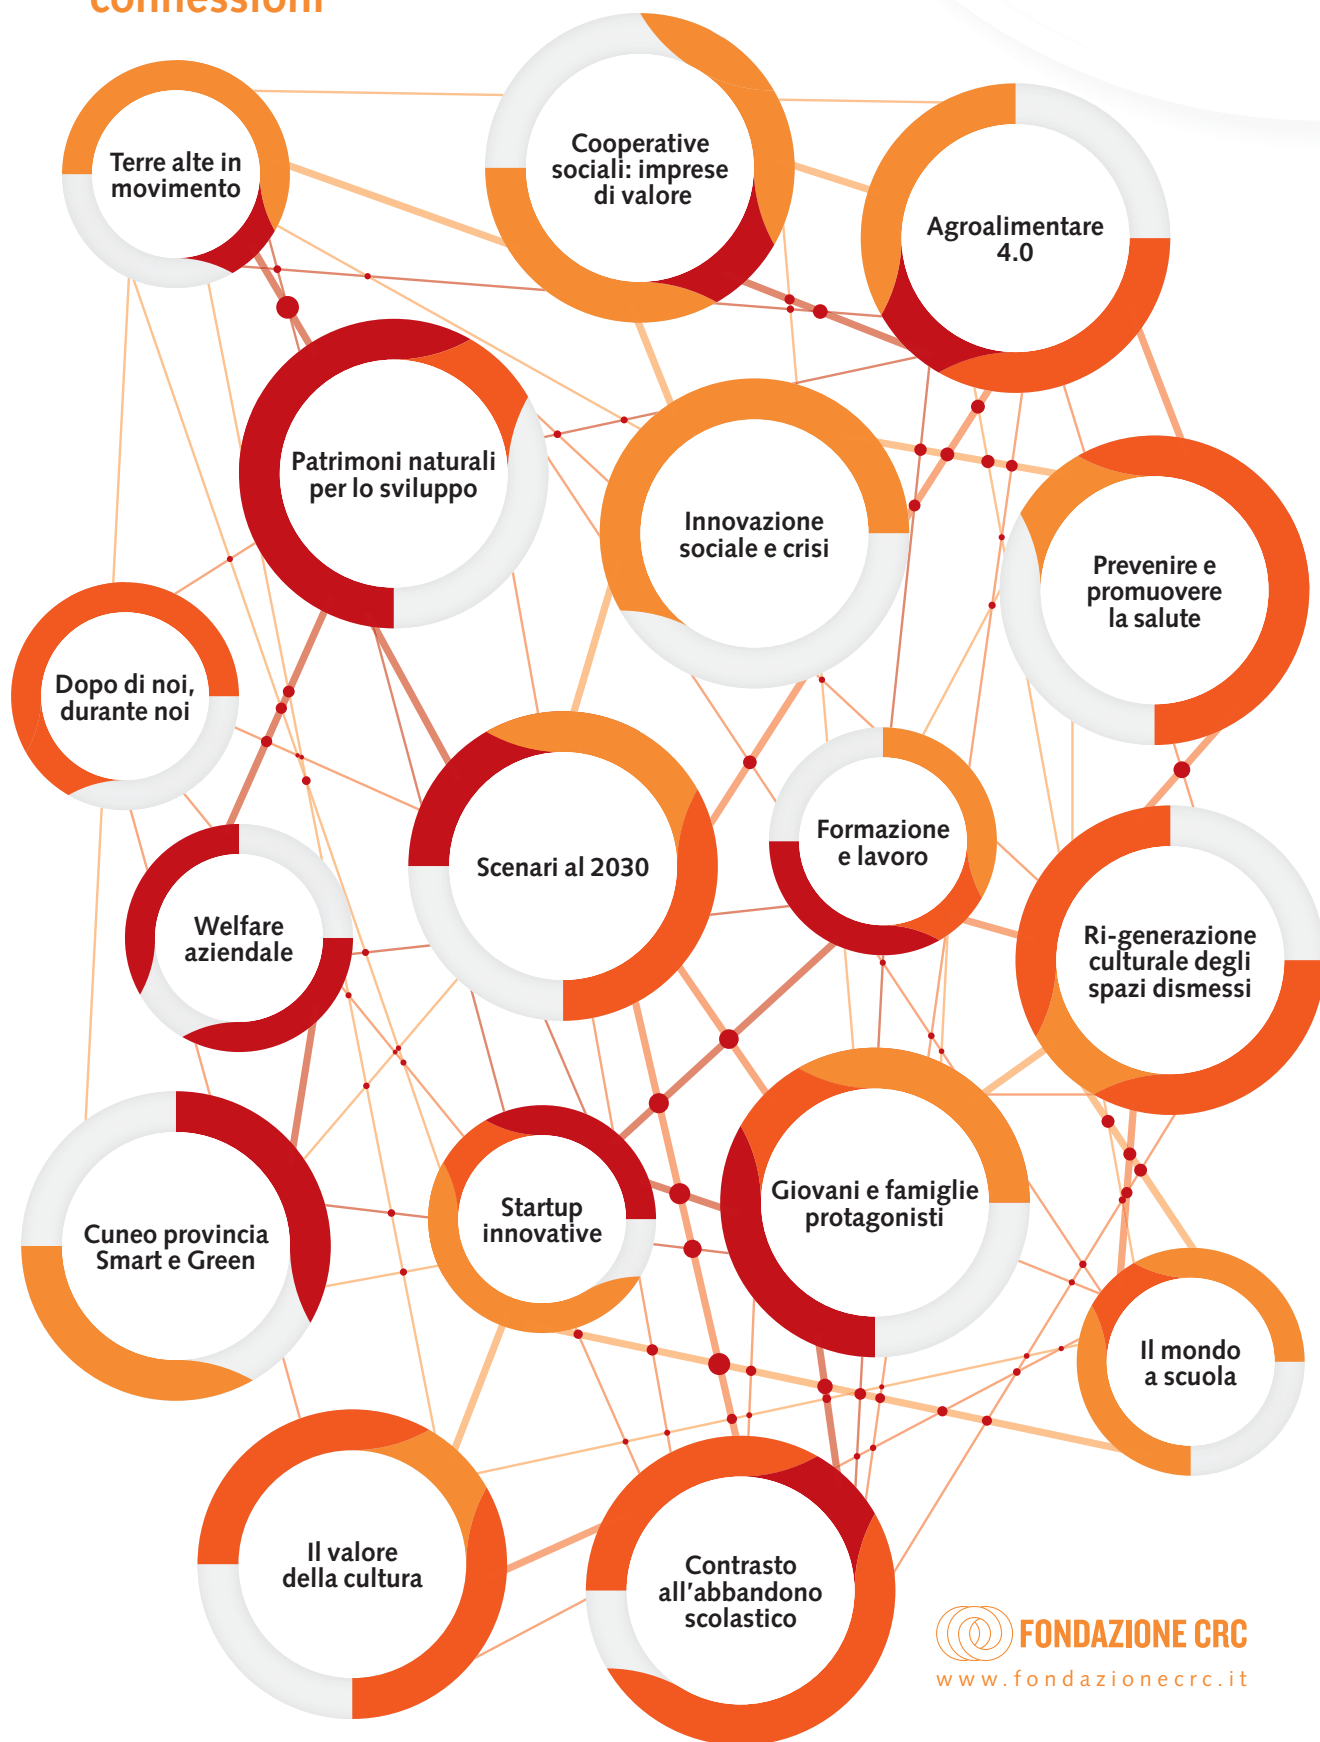 connessioni
Terre alte in
movimento
Cooperative
sociali: imprese
di valore
Agroalimentare
4.0
Patrimoni naturali
per lo sviluppo
Innovazione
sociale e crisi
Prevenire e
promuovere
la salute
Dopo di noi,
durante noi
Scenari al 2030
Formazione
e lavoro
Welfare
aziendale
Ri-generazione
culturale degli
spazi dismessi
Cuneo provincia
Smart e Green
Startup
innovative
Giovani e famiglie
protagonisti
Il mondo
a scuola
Il valore
della cultura
Contrasto
all'abbandono
scolastico
FONDAZIONE CRC
www.fondazionecrc.it